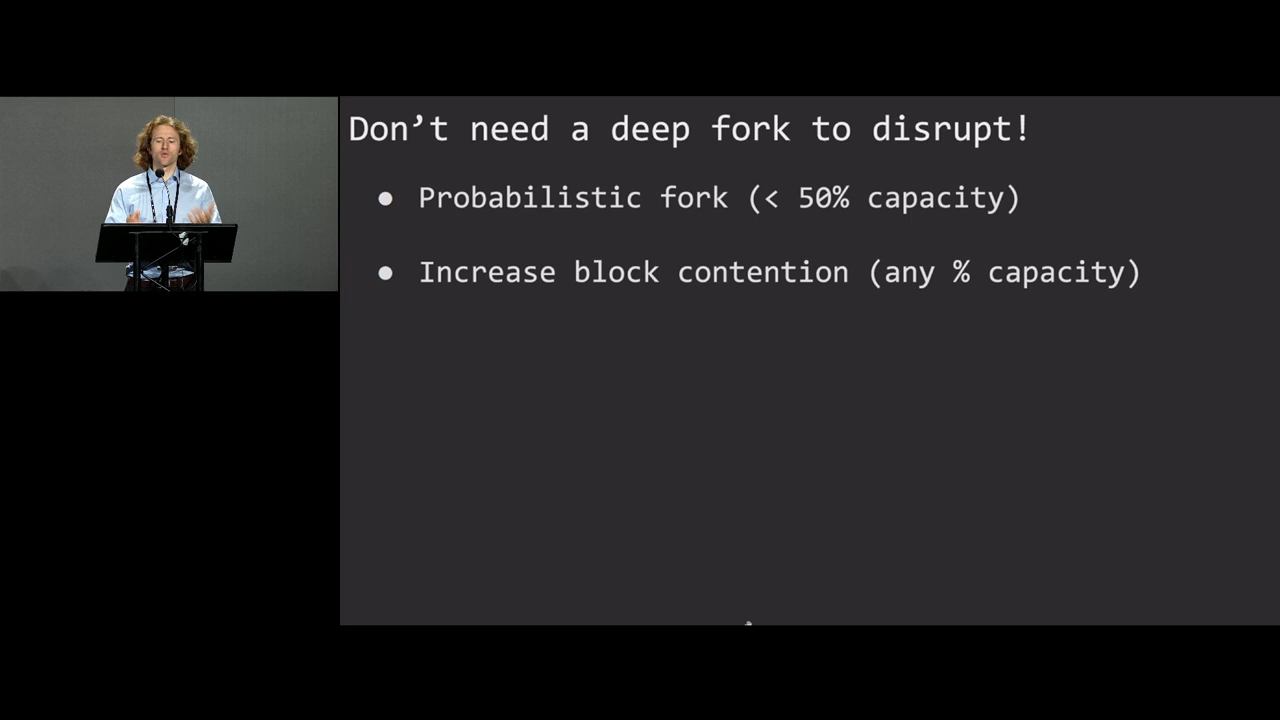 Don’t need a deep fork to disrupt!
● Probabilistic fork (< 50% capacity)
● Increase block contention (any % capacity)